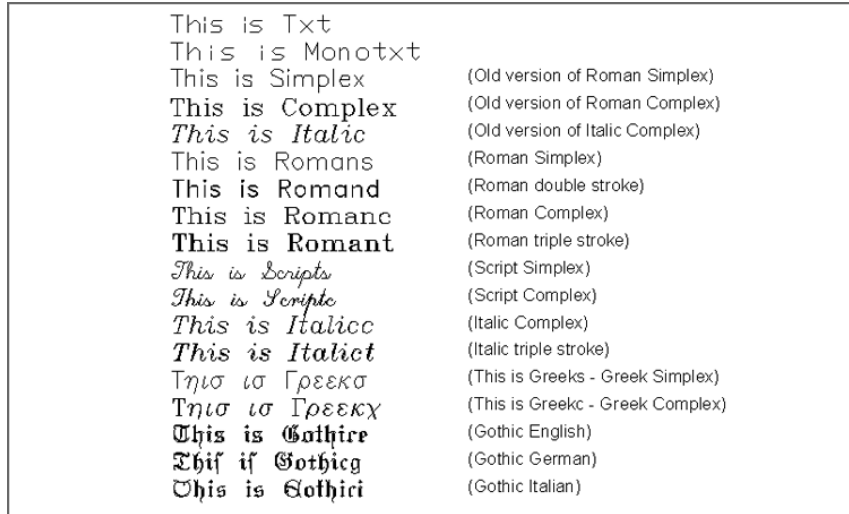 This is Txt
This is Monotxt
This is Simplex (Old version of Roman Simplex)
This is Complex (Old version of Roman Complex)
This is Italic (Old version of Italic Complex)
This is Romans (Roman Simplex)
This is Romand (Roman double stroke)
This is Romanc (Roman Complex)
This is Romant (Roman triple stroke)
This is Scripts (Script Simplex)
This is Scriptc (Script Complex)
This is Italicc (Italic Complex)
This is Italict (Italic triple stroke)
Τηισ ισ Γρεεκσ (This is Greeks - Greek Simplex)
Τηισ ισ Γρεεκχ (This is Greekc - Greek Complex)
This is Gothice (Gothic English)
Thiſ iſ Gothicg (Gothic German)
This is Gothici (Gothic Italian)